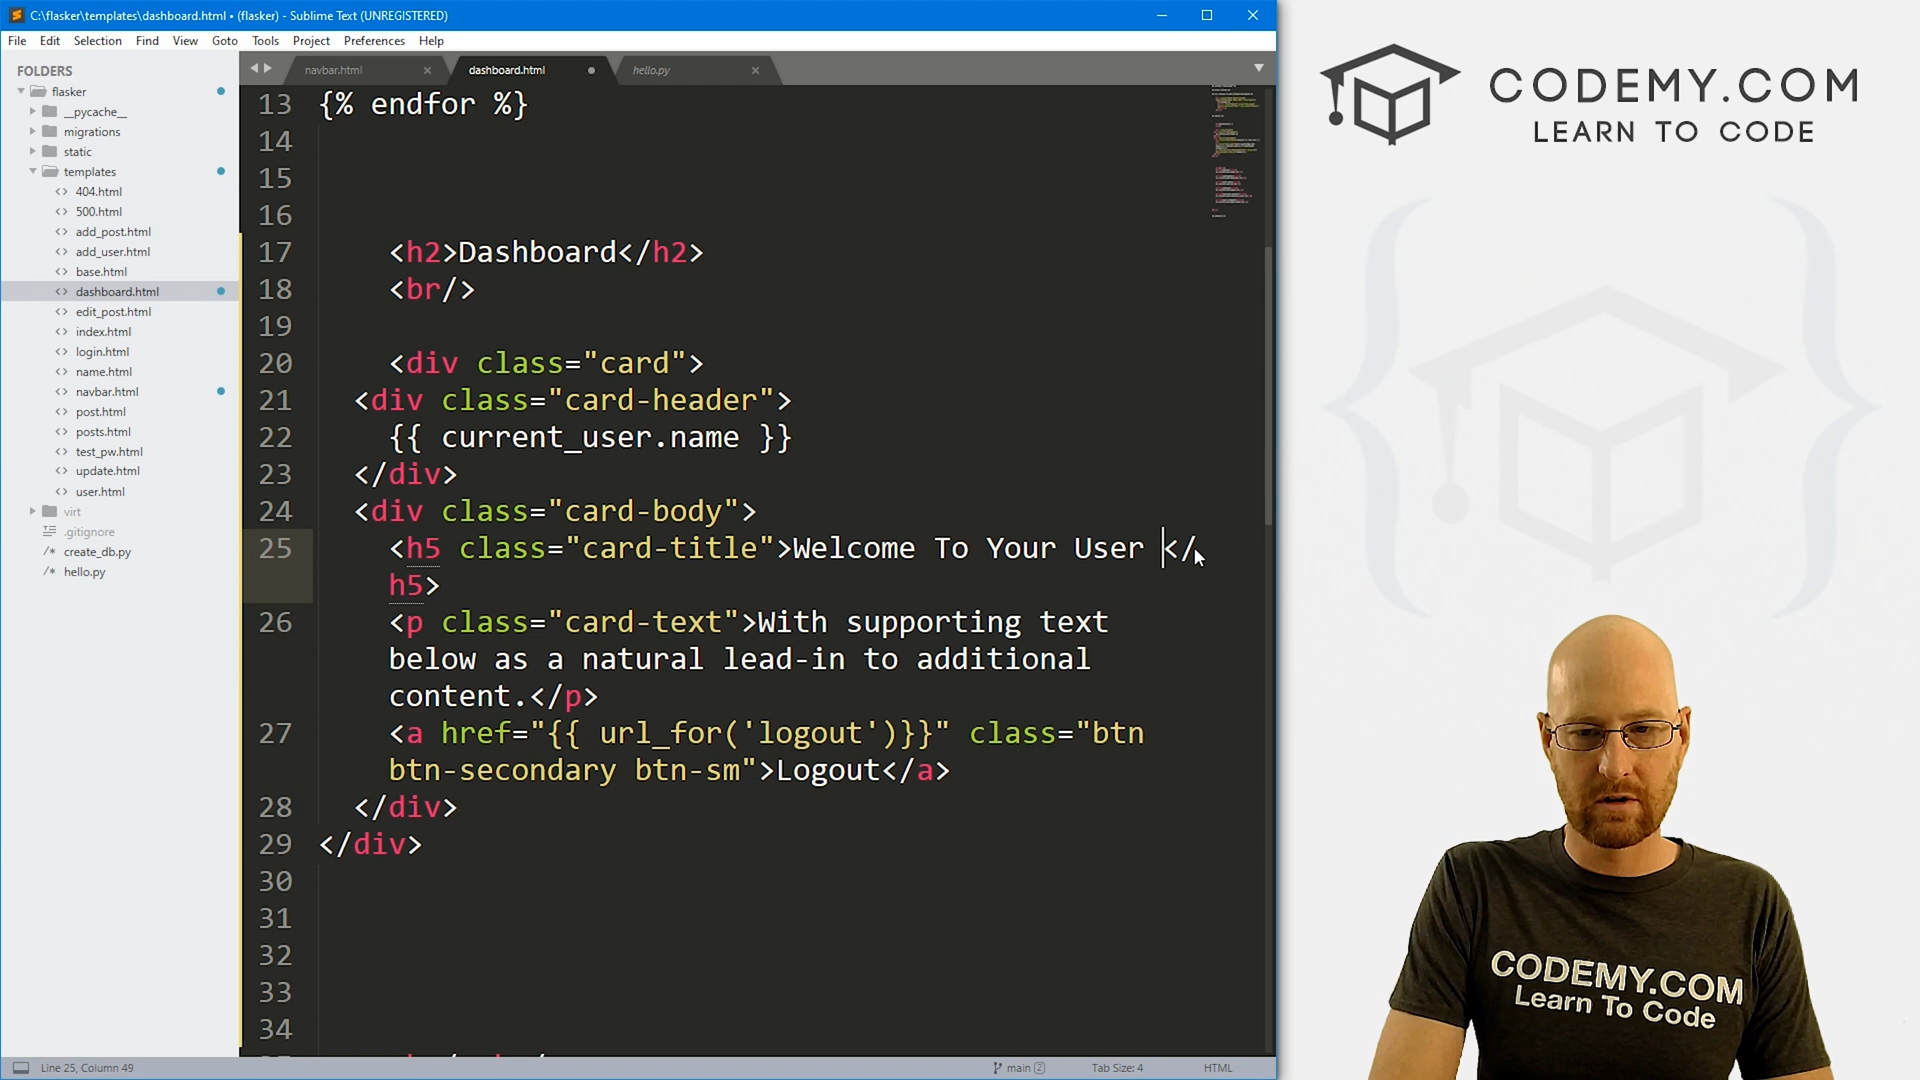 C:\flasker\templates\dashboard.html • (flasker) - Sublime Text (UNREGISTERED)
File Edit Selection Find View Goto Tools Project Preferences Help
FOLDERS
flasker
__pycache__
migrations
static
templates
404.html
500.html
add_post.html
add_user.html
base.html
dashboard.html
edit_post.html
index.html
login.html
name.html
navbar.html
post.html
posts.html
test_pw.html
update.html
user.html
virt
.gitignore
create_db.py
hello.py
navbar.html dashboard.html hello.py
13 {% endfor %}
14
15
16
17 <h2>Dashboard</h2>
18 <br/>
19
20 <div class="card">
21 <div class="card-header">
22 {{ current_user.name }}
23 </div>
24 <div class="card-body">
25 <h5 class="card-title">Welcome To Your User </
h5>
26 <p class="card-text">With supporting text
below as a natural lead-in to additional
content.</p>
27 <a href="{{ url_for('logout')}}" class="btn
btn-secondary btn-sm">Logout</a>
28 </div>
29 </div>
30
31
32
33
34
Line 25, Column 49
main 2
Tab Size: 4
HTML
CODEMY.COM
LEARN TO CODE
CODEMY.COM
Learn To Code